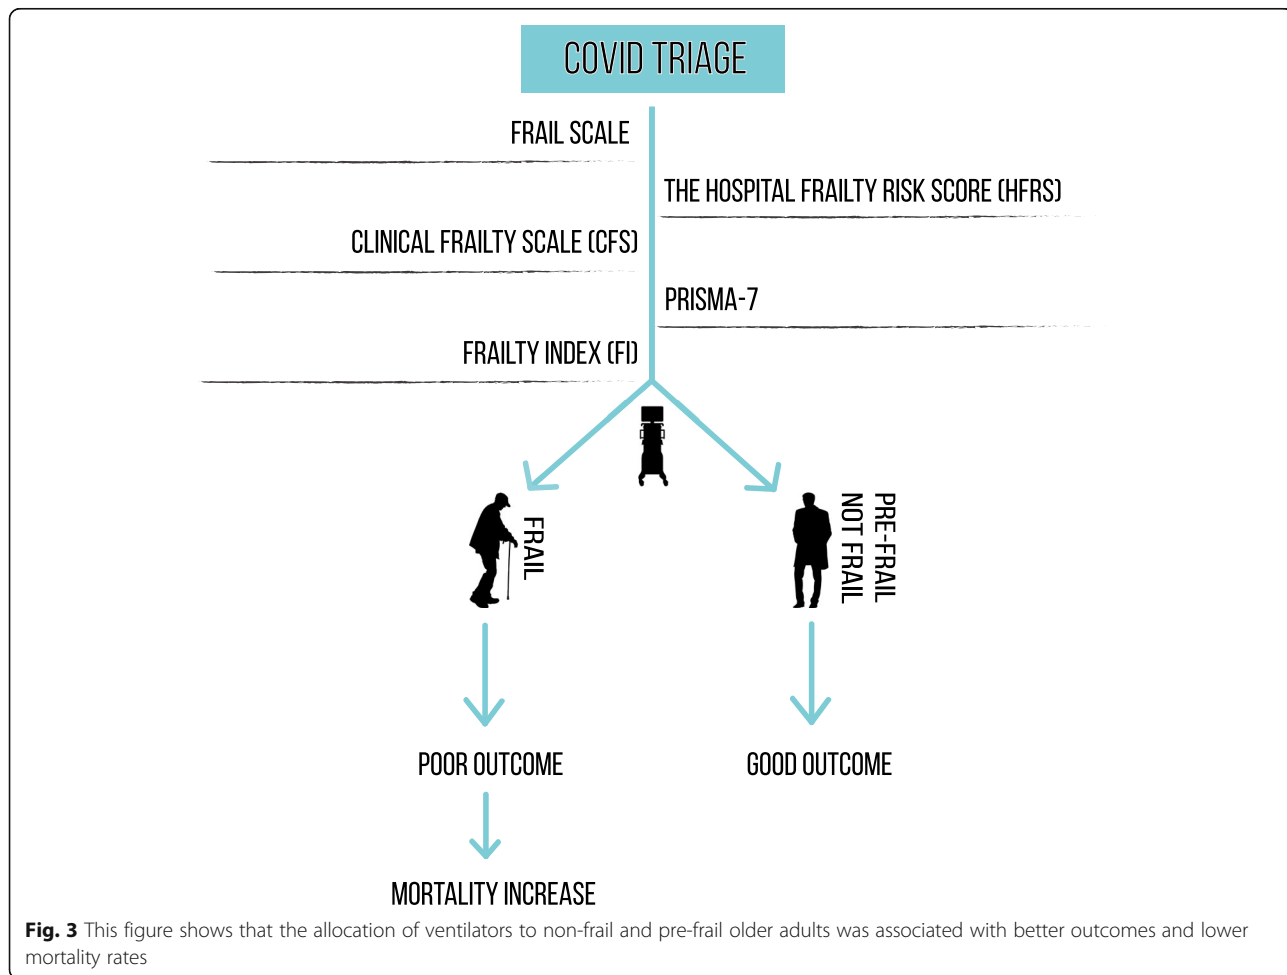 COVID TRIAGE
FRAIL SCALE
THE HOSPITAL FRAILTY RISK SCORE (HFRS)
CLINICAL FRAILTY SCALE (CFS)
PRISMA-7
FRAILTY INDEX (FI)
FRAIL
PRE-FRAIL
NOT FRAIL
POOR OUTCOME
GOOD OUTCOME
MORTALITY INCREASE
Fig. 3 This figure shows that the allocation of ventilators to non-frail and pre-frail older adults was associated with better outcomes and lower
mortality rates